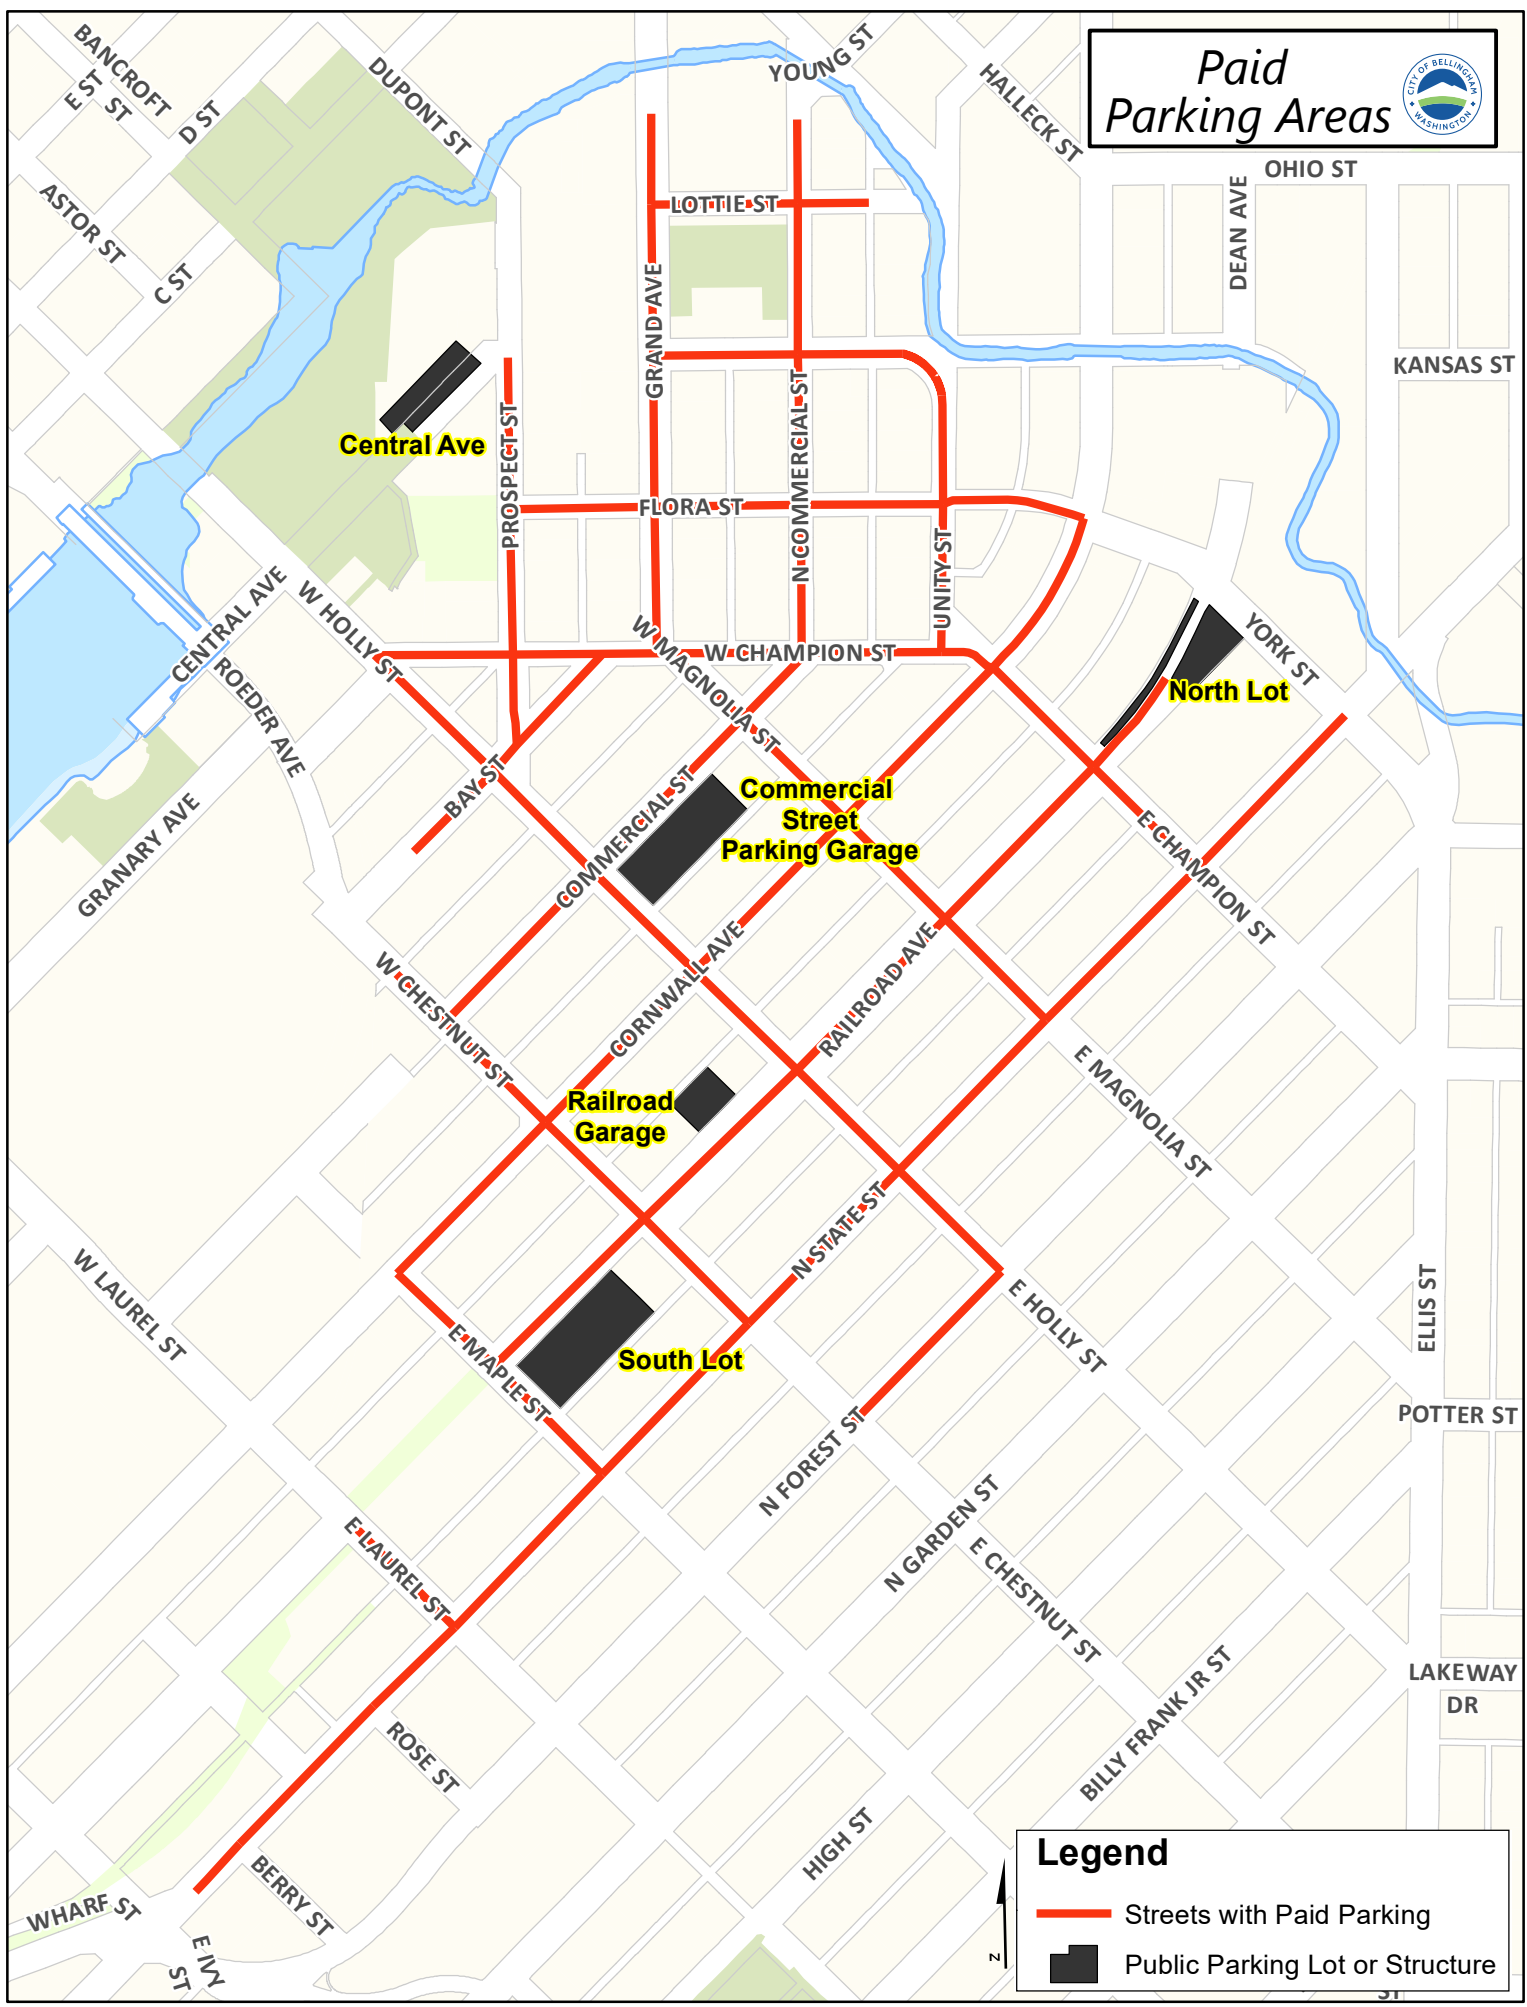 Paid
Parking Areas
CITY OF BELLINGHAM
WASHINGTON
BANCROFT
ST
E ST
D ST
DUPONT ST
YOUNG ST
HALLECK ST
OHIO ST
DEAN AVE
ASTOR ST
C ST
LOTTIE ST
GRAND AVE
KANSAS ST
N COMMERCIAL ST
PROSPECT ST
Central Ave
FLORA ST
UNITY ST
CENTRAL AVE
W HOLLY ST
W MAGNOLIA ST
W CHAMPION ST
YORK ST
North Lot
ROEDER AVE
BAY ST
COMMERCIAL ST
Commercial
Street
Parking Garage
E CHAMPION ST
GRANARY AVE
W CHESTNUT ST
CORNWALL AVE
RAILROAD AVE
E MAGNOLIA ST
Railroad
Garage
N STATE ST
W LAUREL ST
E HOLLY ST
ELLIS ST
E MAPLE ST
South Lot
POTTER ST
N FOREST ST
N GARDEN ST
E CHESTNUT ST
E LAUREL ST
BILLY FRANK JR ST
LAKEWAY
DR
ROSE ST
HIGH ST
BERRY ST
WHARF ST
E IVY
ST
Legend
Streets with Paid Parking
Public Parking Lot or Structure
N
ST